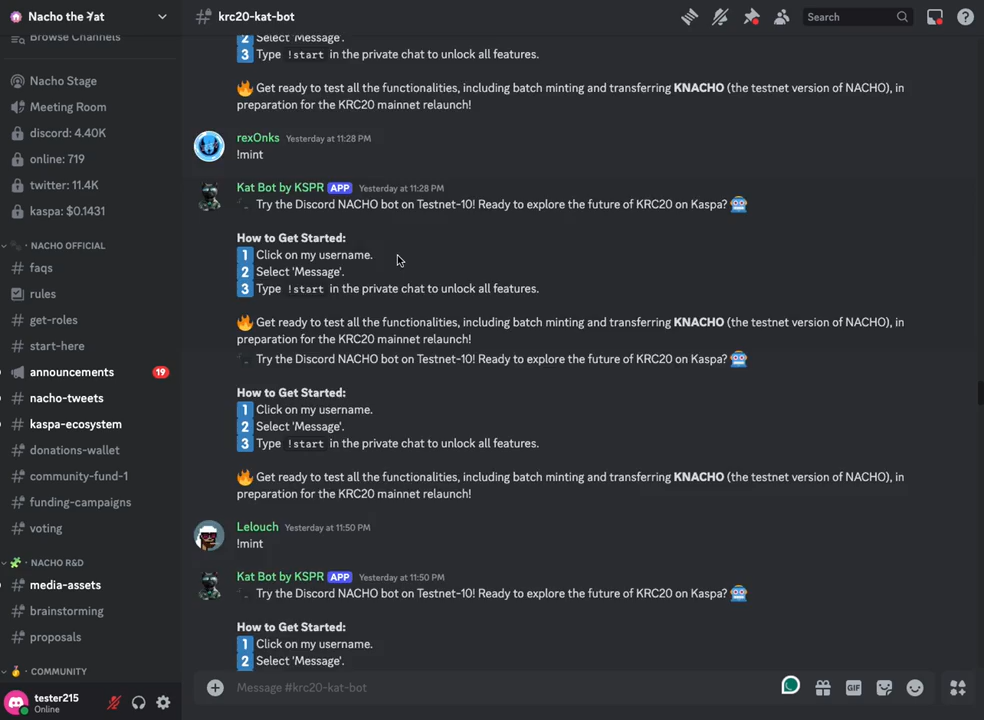 Nacho the 𐤊at
krc20-kat-bot
Search
Browse Channels
Nacho Stage
Meeting Room
discord: 4.40K
online: 719
twitter: 11.4K
kaspa: $0.1431
NACHO OFFICIAL
faqs
rules
get-roles
start-here
announcements 19
nacho-tweets
kaspa-ecosystem
donations-wallet
community-fund-1
funding-campaigns
voting
NACHO R&D
media-assets
brainstorming
proposals
COMMUNITY
tester215
Online
2 Select 'Message'.
3 Type !start in the private chat to unlock all features.
Get ready to test all the functionalities, including batch minting and transferring KNACHO (the testnet version of NACHO), in
preparation for the KRC20 mainnet relaunch!
rexOnks Yesterday at 11:28 PM
!mint
Kat Bot by KSPR APP Yesterday at 11:28 PM
Try the Discord NACHO bot on Testnet-10! Ready to explore the future of KRC20 on Kaspa?
How to Get Started:
1 Click on my username.
2 Select 'Message'.
3 Type !start in the private chat to unlock all features.
Get ready to test all the functionalities, including batch minting and transferring KNACHO (the testnet version of NACHO), in
preparation for the KRC20 mainnet relaunch!
Try the Discord NACHO bot on Testnet-10! Ready to explore the future of KRC20 on Kaspa?
How to Get Started:
1 Click on my username.
2 Select 'Message'.
3 Type !start in the private chat to unlock all features.
Get ready to test all the functionalities, including batch minting and transferring KNACHO (the testnet version of NACHO), in
preparation for the KRC20 mainnet relaunch!
Lelouch Yesterday at 11:50 PM
!mint
Kat Bot by KSPR APP Yesterday at 11:50 PM
Try the Discord NACHO bot on Testnet-10! Ready to explore the future of KRC20 on Kaspa?
How to Get Started:
1 Click on my username.
2 Select 'Message'.
Message #krc20-kat-bot
GIF